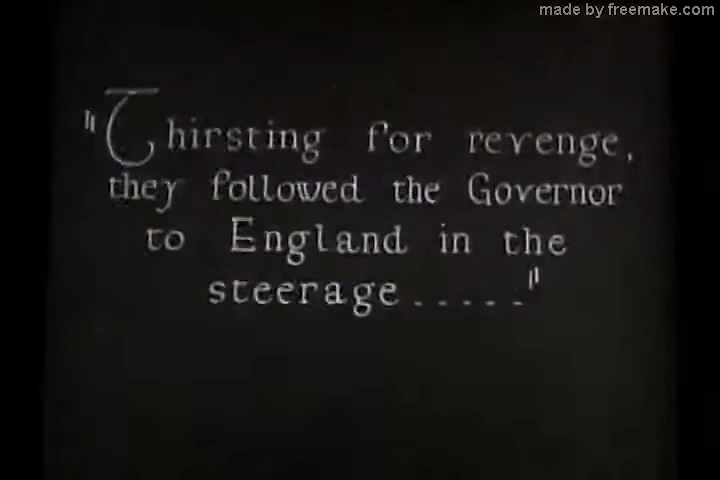 made by freemake.com
"Thirsting for revenge,
they followed the Governor
to England in the
steerage....."